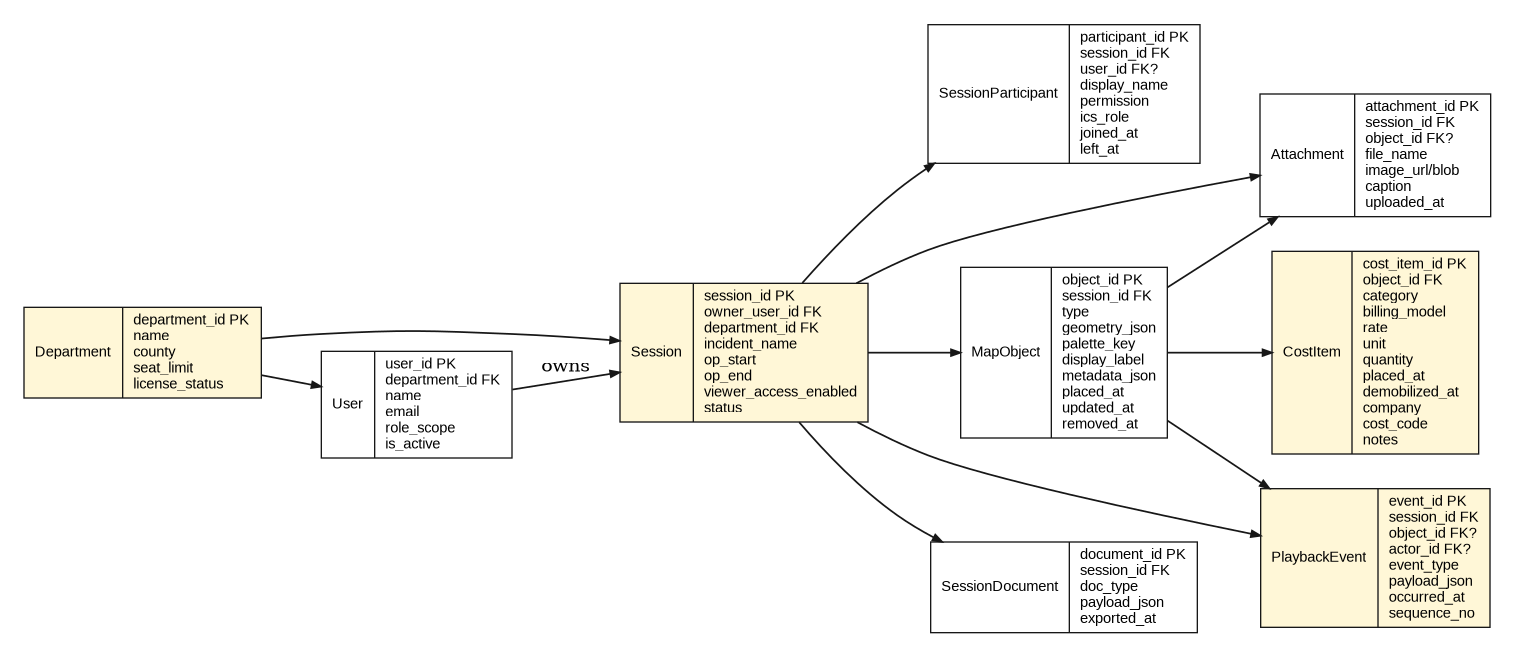 Department
department_id PK
name
county
seat_limit
license_status
User
user_id PK
department_id FK
name
email
role_scope
is_active
owns
Session
session_id PK
owner_user_id FK
department_id FK
incident_name
op_start
op_end
viewer_access_enabled
status
SessionParticipant
participant_id PK
session_id FK
user_id FK?
display_name
permission
ics_role
joined_at
left_at
MapObject
object_id PK
session_id FK
type
geometry_json
palette_key
display_label
metadata_json
placed_at
updated_at
removed_at
SessionDocument
document_id PK
session_id FK
doc_type
payload_json
exported_at
Attachment
attachment_id PK
session_id FK
object_id FK?
file_name
image_url/blob
caption
uploaded_at
CostItem
cost_item_id PK
object_id FK
category
billing_model
rate
unit
quantity
placed_at
demobilized_at
company
cost_code
notes
PlaybackEvent
event_id PK
session_id FK
object_id FK?
actor_id FK?
event_type
payload_json
occurred_at
sequence_no